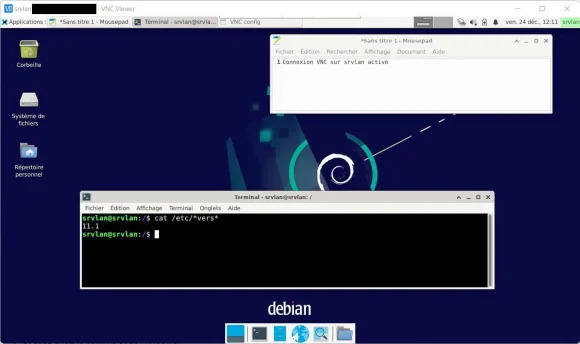 srvlan - VNC Viewer
Applications : *Sans titre 1 - Mousepad Terminal - srvlan@srvla... VNC config ven. 24 déc., 12:11 srvlan
Corbeille
Système de
fichiers
Répertoire
personnel
*Sans titre 1 - Mousepad
Fichier Édition Rechercher Affichage Document Aide
1 Connexion VNC sur srvlan active
Terminal - srvlan@srvlan: /
Fichier Édition Affichage Terminal Onglets Aide
srvlan@srvlan:/$ cat /etc/*vers*
11.1
srvlan@srvlan:/$
debian